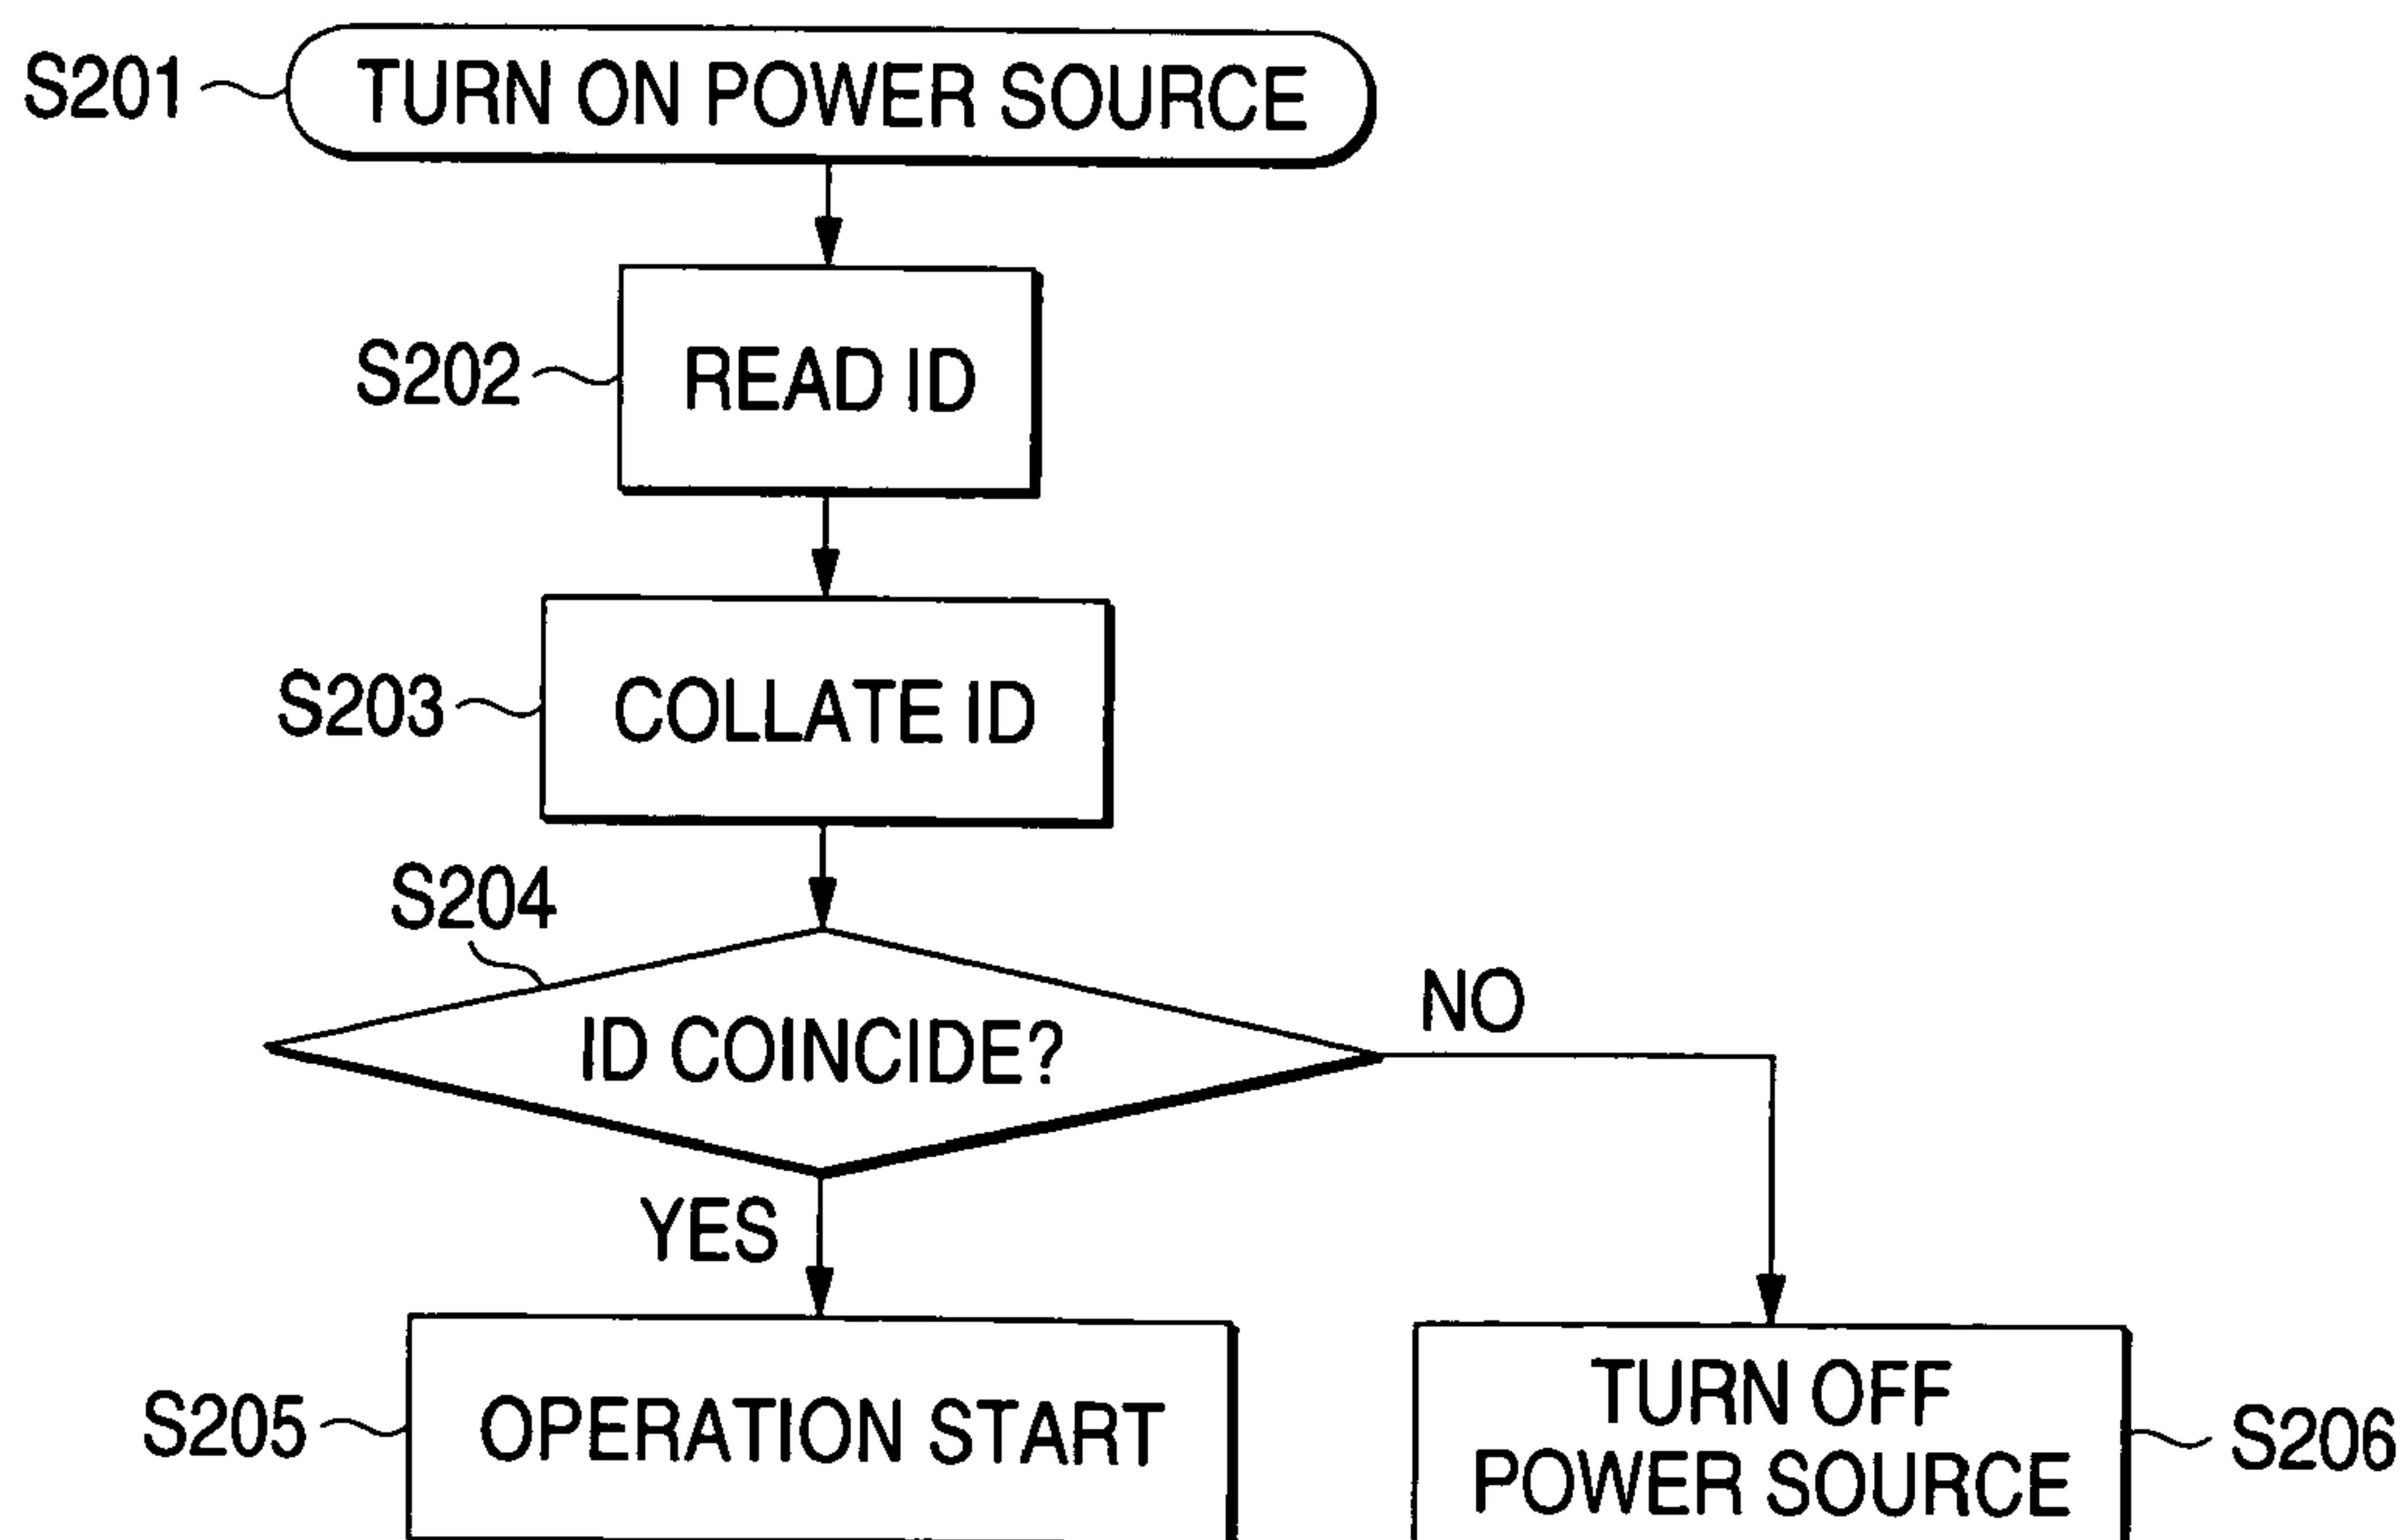 S201 TURN ON POWER SOURCE
S202 READ ID
S203 COLLATE ID
S204
ID COINCIDE?
NO
YES
S205 OPERATION START
TURN OFF
POWER SOURCE
S206